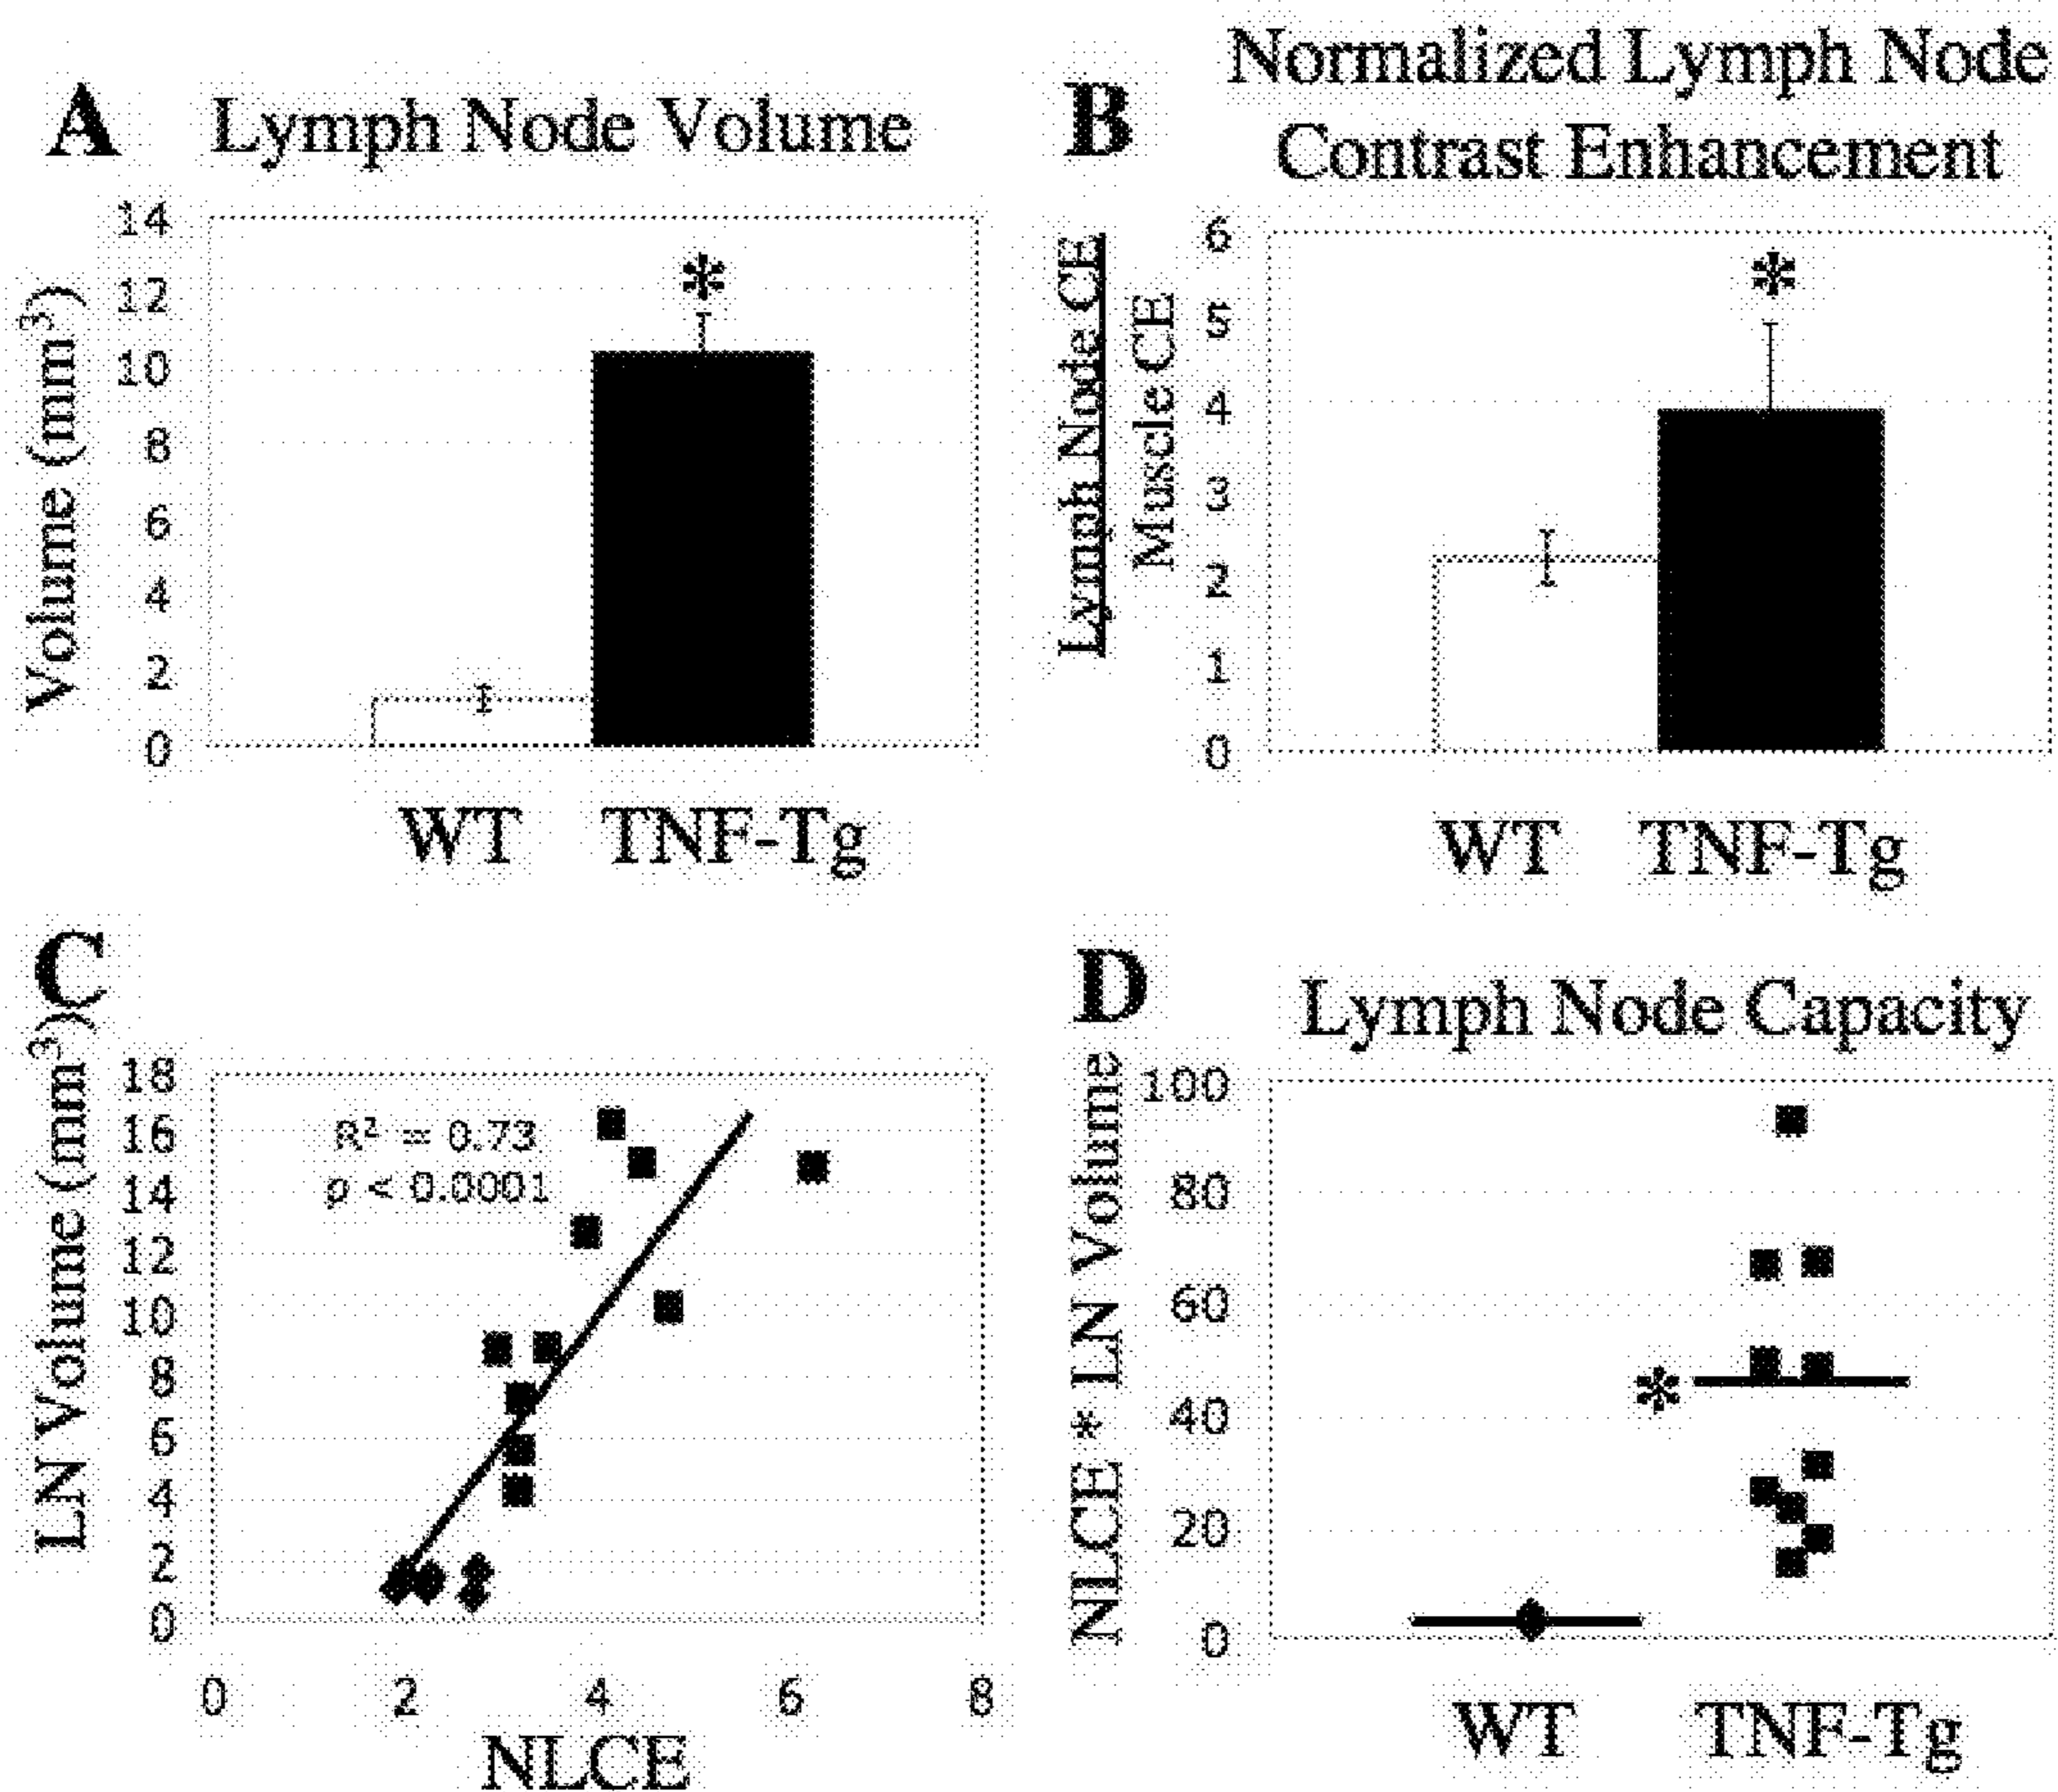 A Lymph Node Volume
Volume (mm³)
14
12
10
8
6
4
2
0
*
WT TNF-Tg
B Normalized Lymph Node
Contrast Enhancement
Lymph Node CE
Muscle CE
6
5
4
3
2
1
0
*
WT TNF-Tg
C
LN Volume (mm³)(C
18
16
14
12
10
8
6
4
2
0
R² = 0.73
p < 0.0001
0 2 4 6 8
NLCE
D Lymph Node Capacity
NLCE * LN Volume
100
80
60
40
20
0
*
WT TNF-Tg